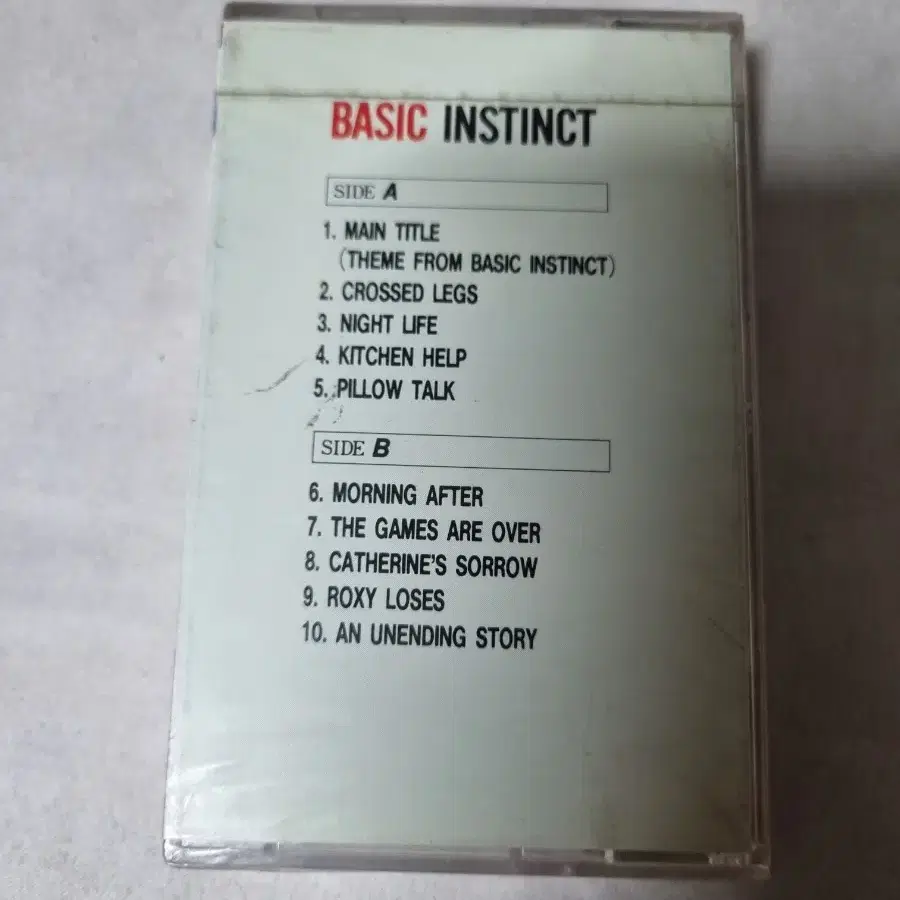 BASIC INSTINCT
SIDE A
1. MAIN TITLE
(THEME FROM BASIC INSTINCT)
2. CROSSED LEGS
3. NIGHT LIFE
4. KITCHEN HELP
5. PILLOW TALK
SIDE B
6. MORNING AFTER
7. THE GAMES ARE OVER
8. CATHERINE'S SORROW
9. ROXY LOSES
10. AN UNENDING STORY